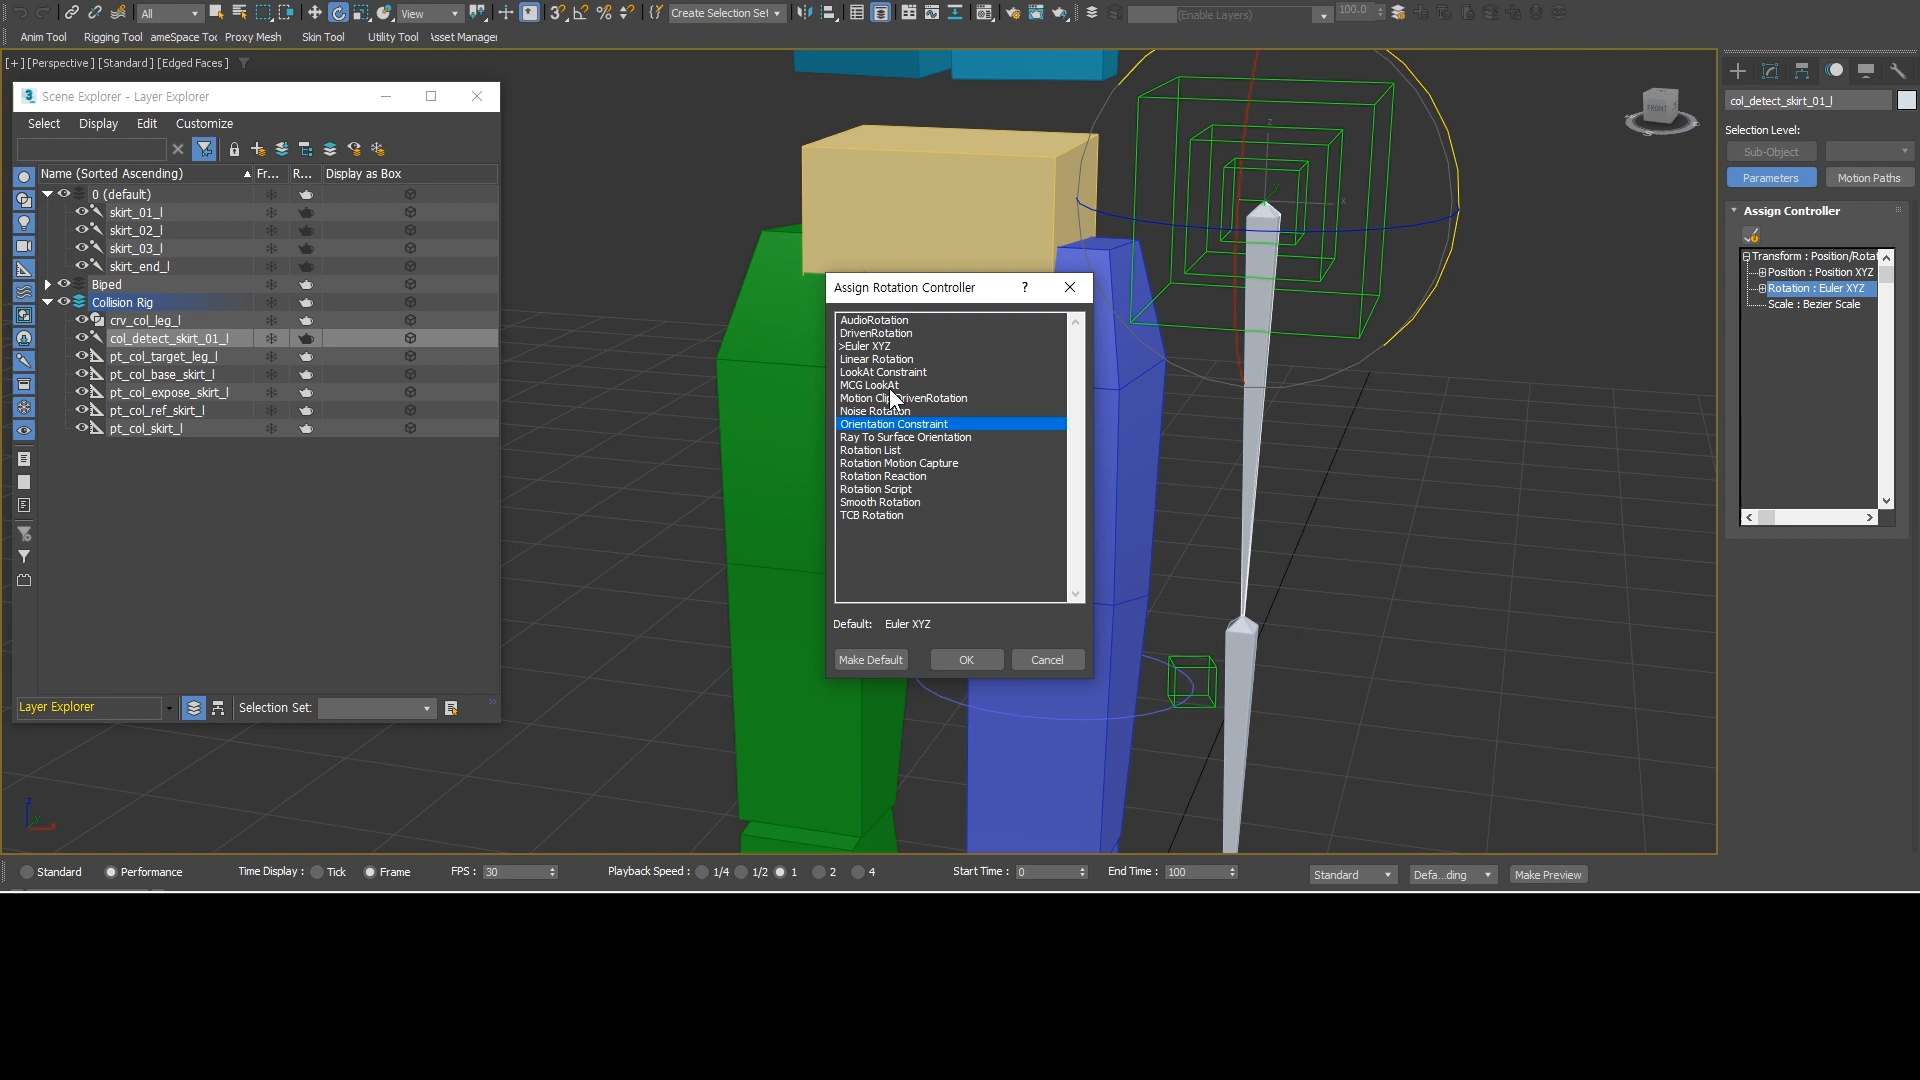 All
View
Create Selection Set
(Enable Layers)
100.0
Anim Tool
Rigging Tool
ameSpace Too
Proxy Mesh
Skin Tool
Utility Tool
Asset Manager
[+] [Perspective] [Standard] [Edged Faces]
Scene Explorer - Layer Explorer
Select
Display
Edit
Customize
Name (Sorted Ascending)
Fr...
R...
Display as Box
0 (default)
skirt_01_l
skirt_02_l
skirt_03_l
skirt_end_l
Biped
Collision Rig
crv_col_leg_l
col_detect_skirt_01_l
pt_col_target_leg_l
pt_col_base_skirt_l
pt_col_expose_skirt_l
pt_col_ref_skirt_l
pt_col_skirt_l
Layer Explorer
Selection Set:
Assign Rotation Controller
?
AudioRotation
DrivenRotation
>Euler XYZ
Linear Rotation
LookAt Constraint
MCG LookAt
Noise Rotation
Orientation Constraint
Ray To Surface Orientation
Rotation List
Rotation Motion Capture
Rotation Reaction
Rotation Script
Smooth Rotation
TCB Rotation
Default: Euler XYZ
Make Default
OK
Cancel
FRONT
z
y
x
col_detect_skirt_01_l
Selection Level:
Sub-Object
Parameters
Motion Paths
Assign Controller
Transform : Position/Rotat
Position : Position XYZ
Rotation : Euler XYZ
Scale : Bezier Scale
z
y
x
Standard
Performance
Time Display :
Tick
Frame
FPS : 30
Playback Speed :
1/4
1/2
1
2
4
Start Time : 0
End Time : 100
Standard
Defa...ding
Make Preview